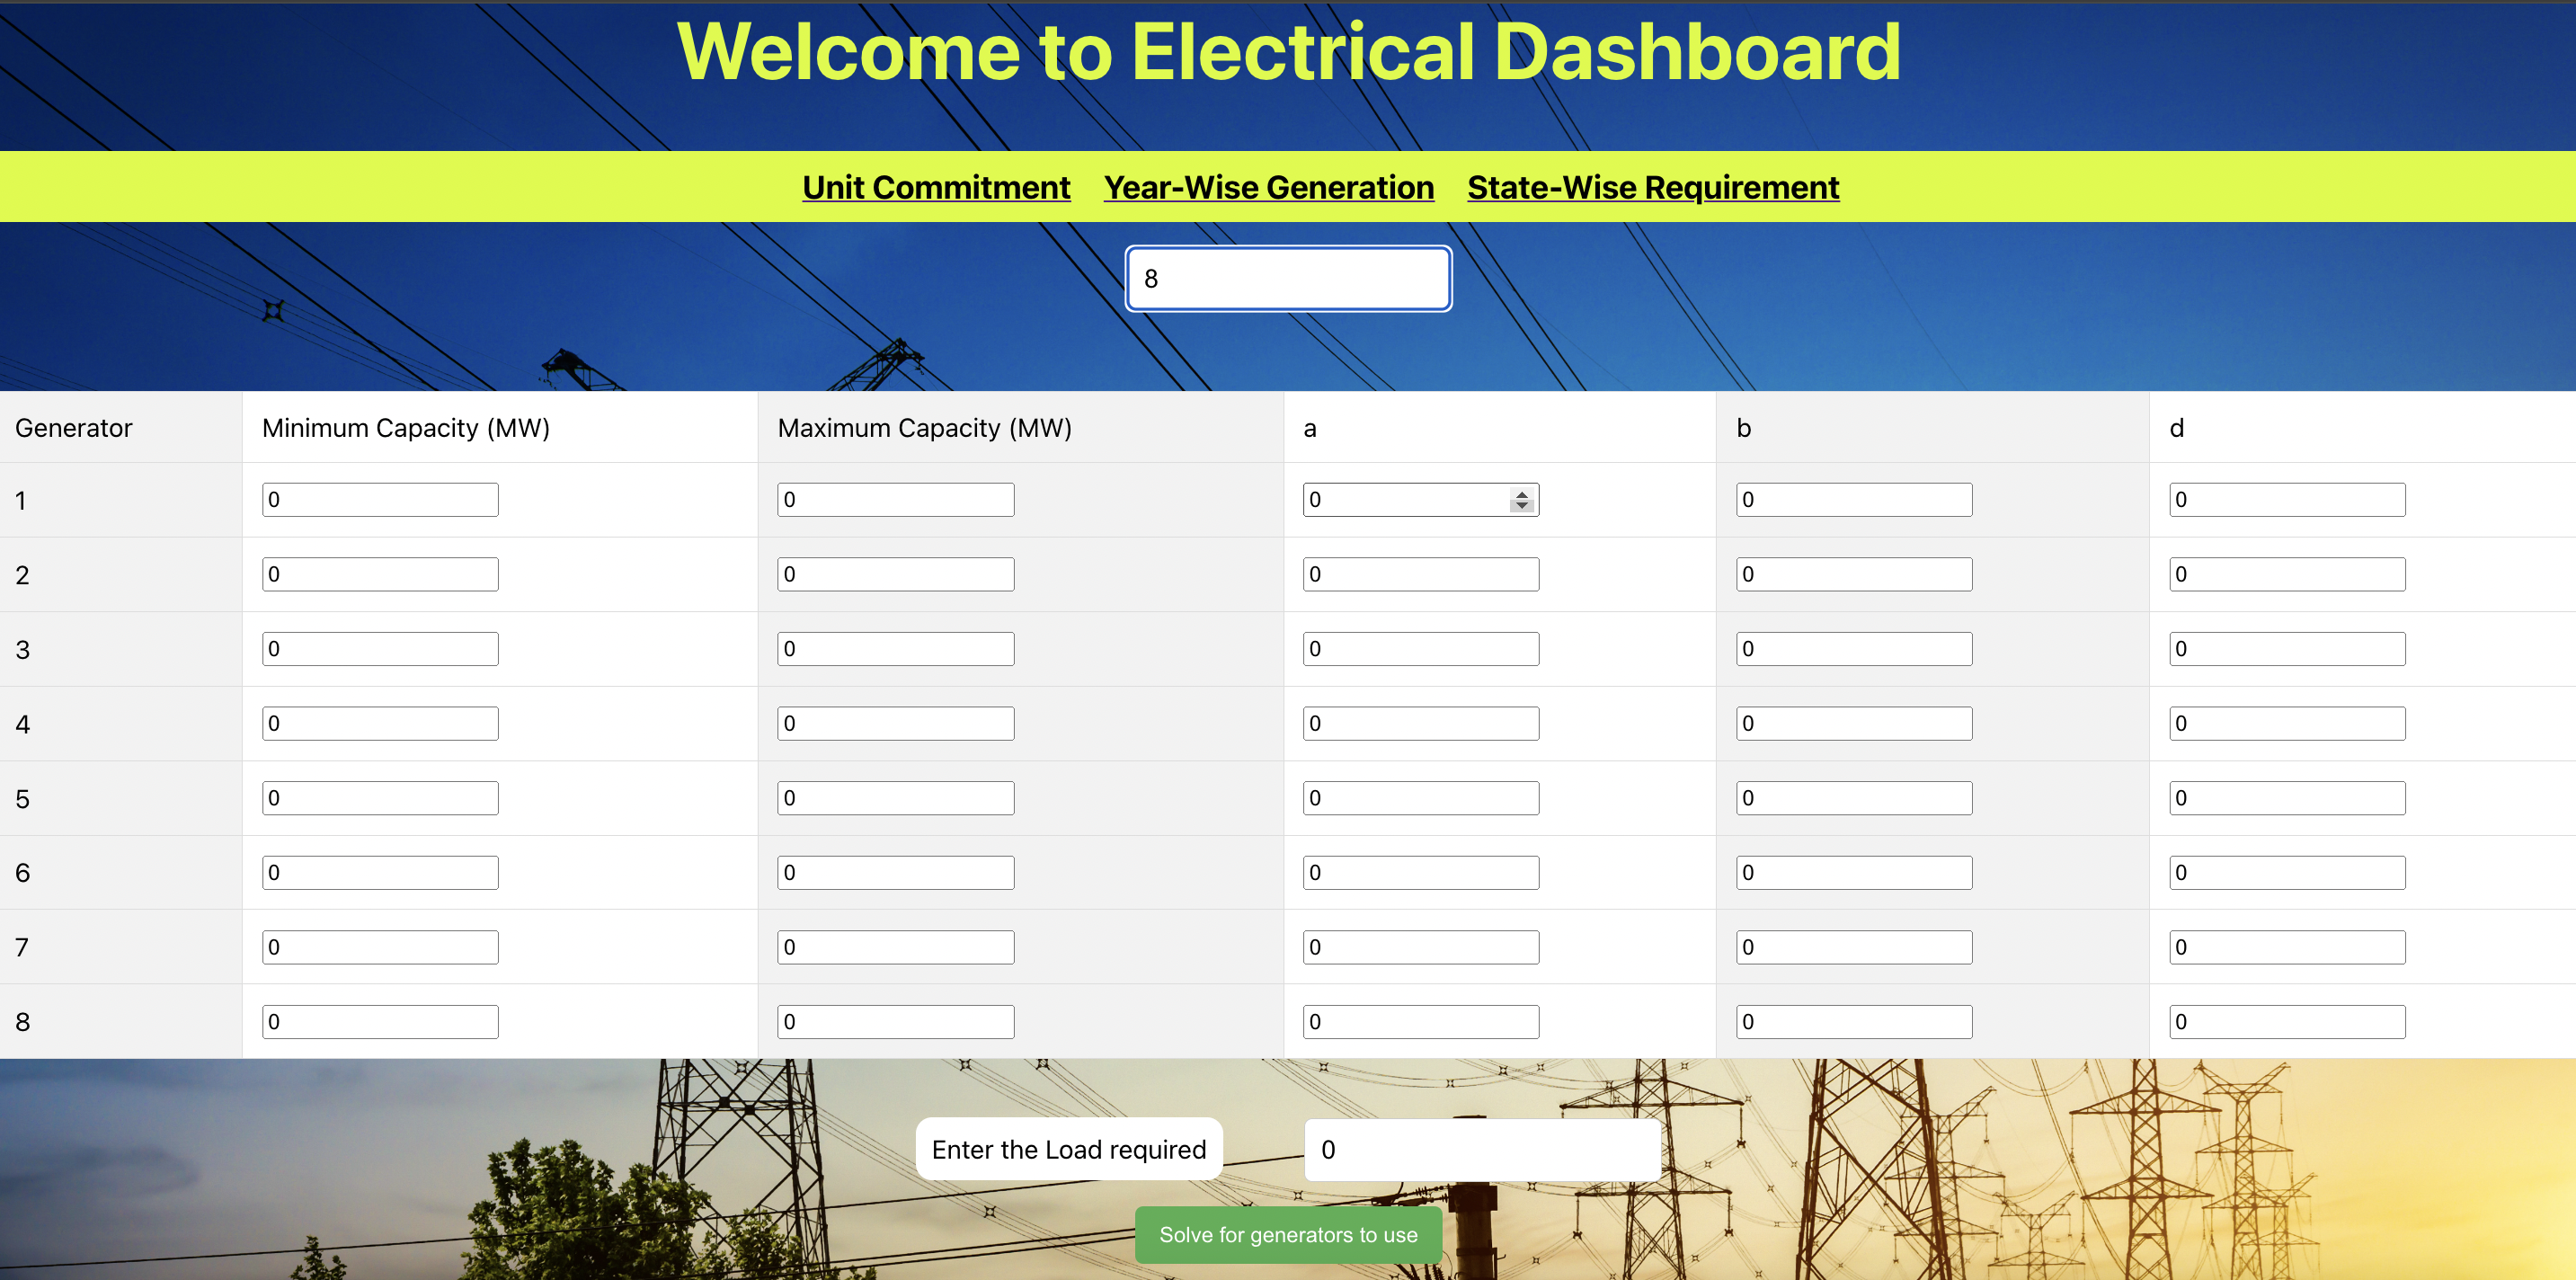 Welcome to Electrical Dashboard
Unit Commitment Year-Wise Generation State-Wise Requirement
8
Generator Minimum Capacity (MW) Maximum Capacity (MW) a b d
1 0 0 0 0 0
2 0 0 0 0 0
3 0 0 0 0 0
4 0 0 0 0 0
5 0 0 0 0 0
6 0 0 0 0 0
7 0 0 0 0 0
8 0 0 0 0 0
Enter the Load required 0
Solve for generators to use